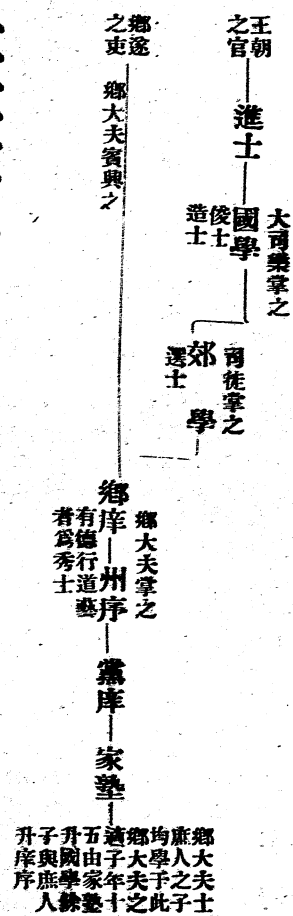 王朝
之官
進士
大司樂掌之
國學
俊士
造士
司徒掌之
郊學
選士
鄉遂
之吏
鄉大夫賓興之
鄉大夫掌之
鄉庠
州序
有德行道藝
者爲秀士
黨庠
家塾
鄉大夫士
庶人之子
均學于此
鄉大夫之
適子年十
五由家塾
升國學餘
子與庶人
升庠序